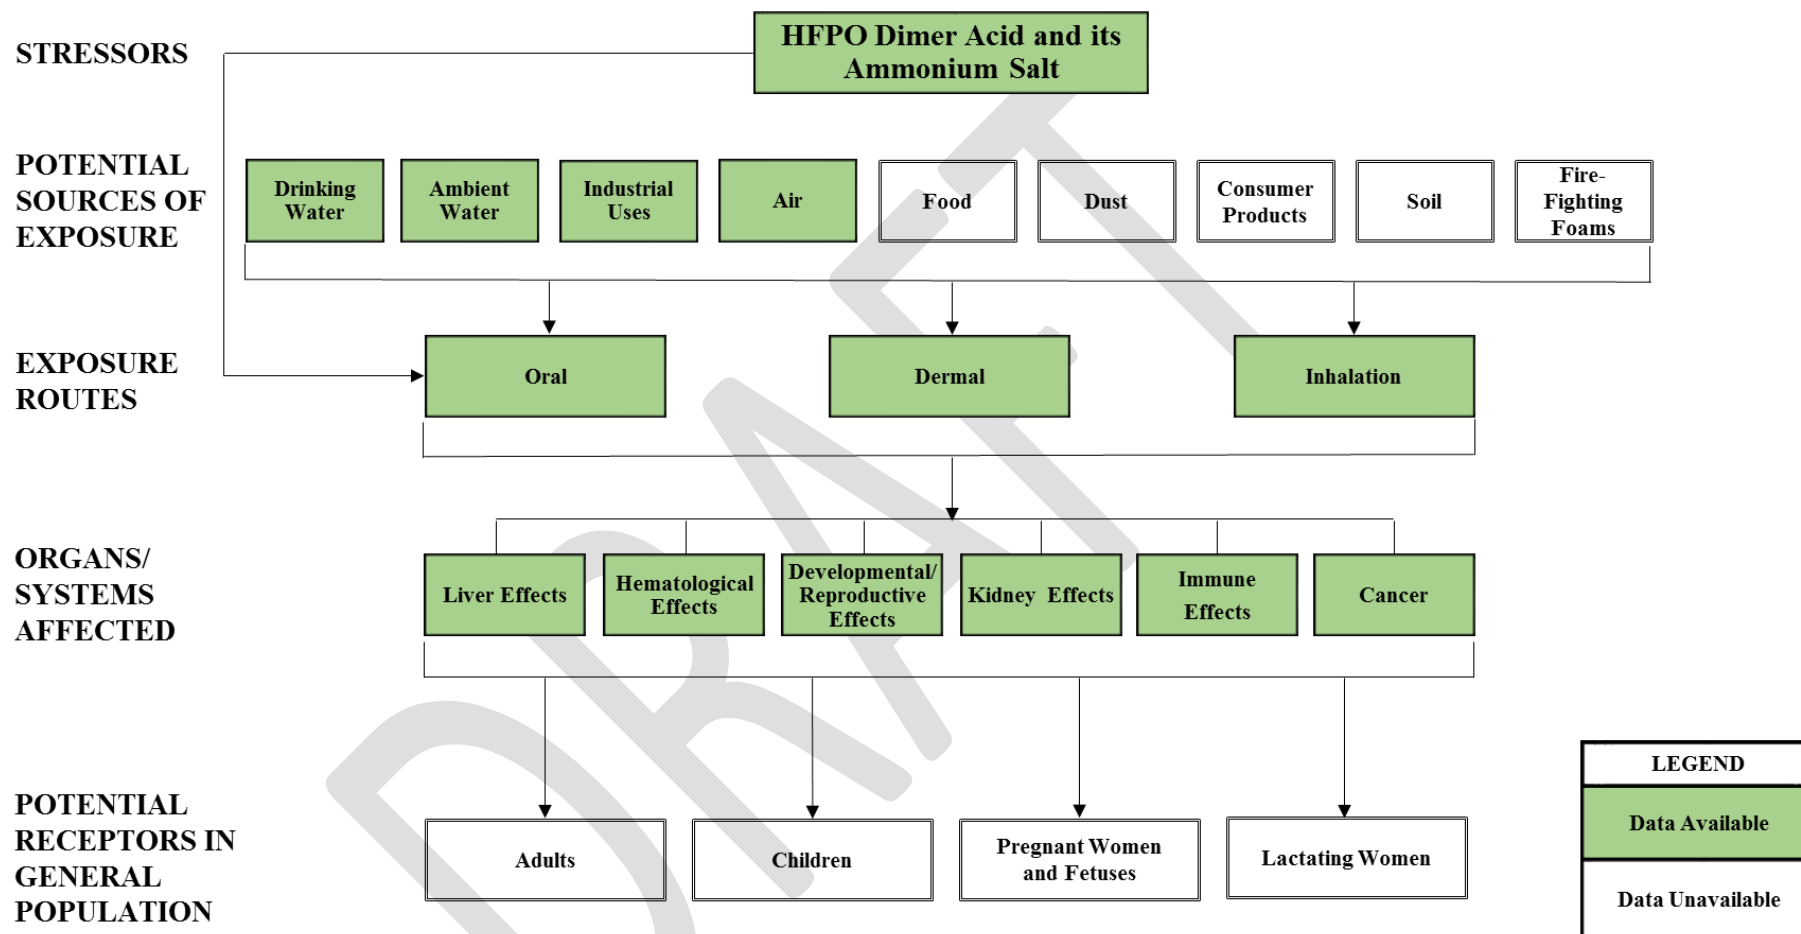 STRESSORS
HFPO Dimer Acid and its
Ammonium Salt
POTENTIAL
SOURCES OF
EXPOSURE
Drinking
Water
Ambient
Water
Industrial
Uses
Air
Food
Dust
Consumer
Products
Soil
Fire-
Fighting
Foams
EXPOSURE
ROUTES
Oral
Dermal
Inhalation
ORGANS/
SYSTEMS
AFFECTED
Liver Effects
Hematological
Effects
Developmental/
Reproductive
Effects
Kidney Effects
Immune
Effects
Cancer
POTENTIAL
RECEPTORS IN
GENERAL
POPULATION
Adults
Children
Pregnant Women
and Fetuses
Lactating Women
LEGEND
Data Available
Data Unavailable
DRAFT